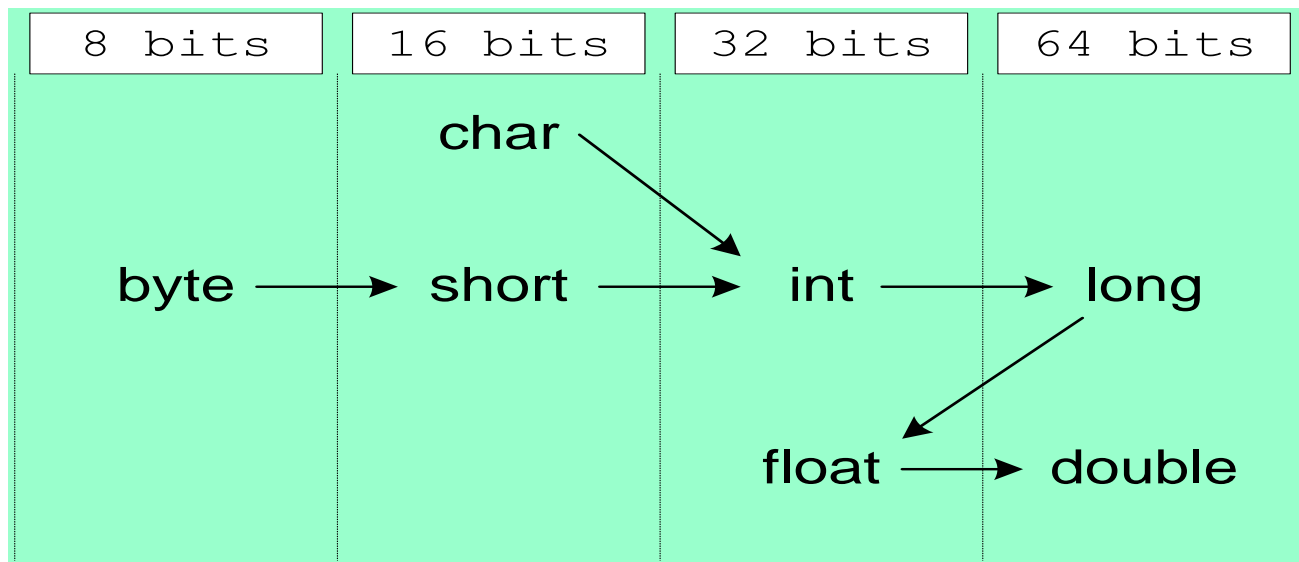 8 bits 16 bits 32 bits 64 bits
char
byte short int long
float double